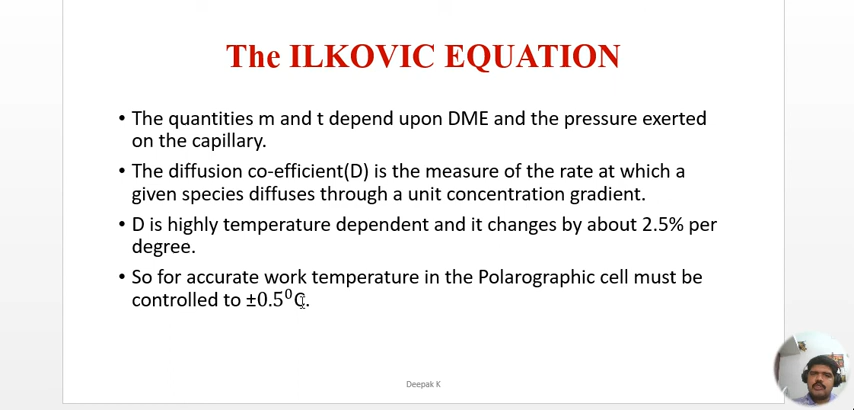 The ILKOVIC EQUATION
• The quantities m and t depend upon DME and the pressure exerted
on the capillary.
• The diffusion co-efficient(D) is the measure of the rate at which a
given species diffuses through a unit concentration gradient.
• D is highly temperature dependent and it changes by about 2.5% per
degree.
• So for accurate work temperature in the Polarographic cell must be
controlled to ±0.5⁰C.
Deepak K